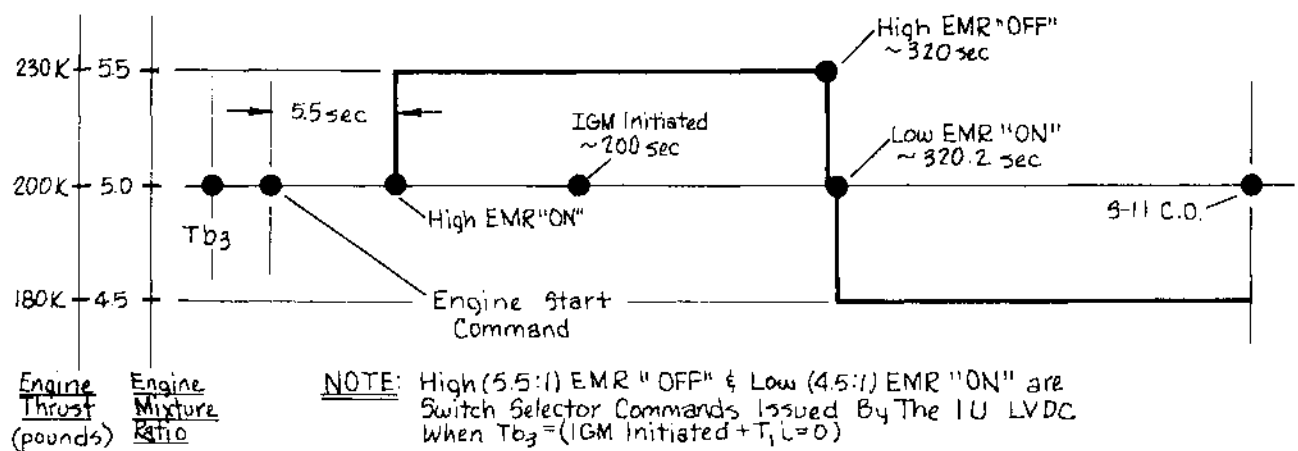 High EMR "OFF"
~320 sec
230K 5.5
5.5 sec
IGM Initiated
~200 sec
Low EMR "ON"
~320.2 sec
200K 5.0
High EMR "ON"
S-II C.O.
Tb3
180K 4.5
Engine Start
Command
Engine Thrust (pounds)
Engine Mixture Ratio
NOTE: High (5.5:1) EMR "OFF" & Low (4.5:1) EMR "ON" are
Switch Selector Commands Issued By The IU LVDC
When Tb3 = (IGM Initiated + T1i = 0)